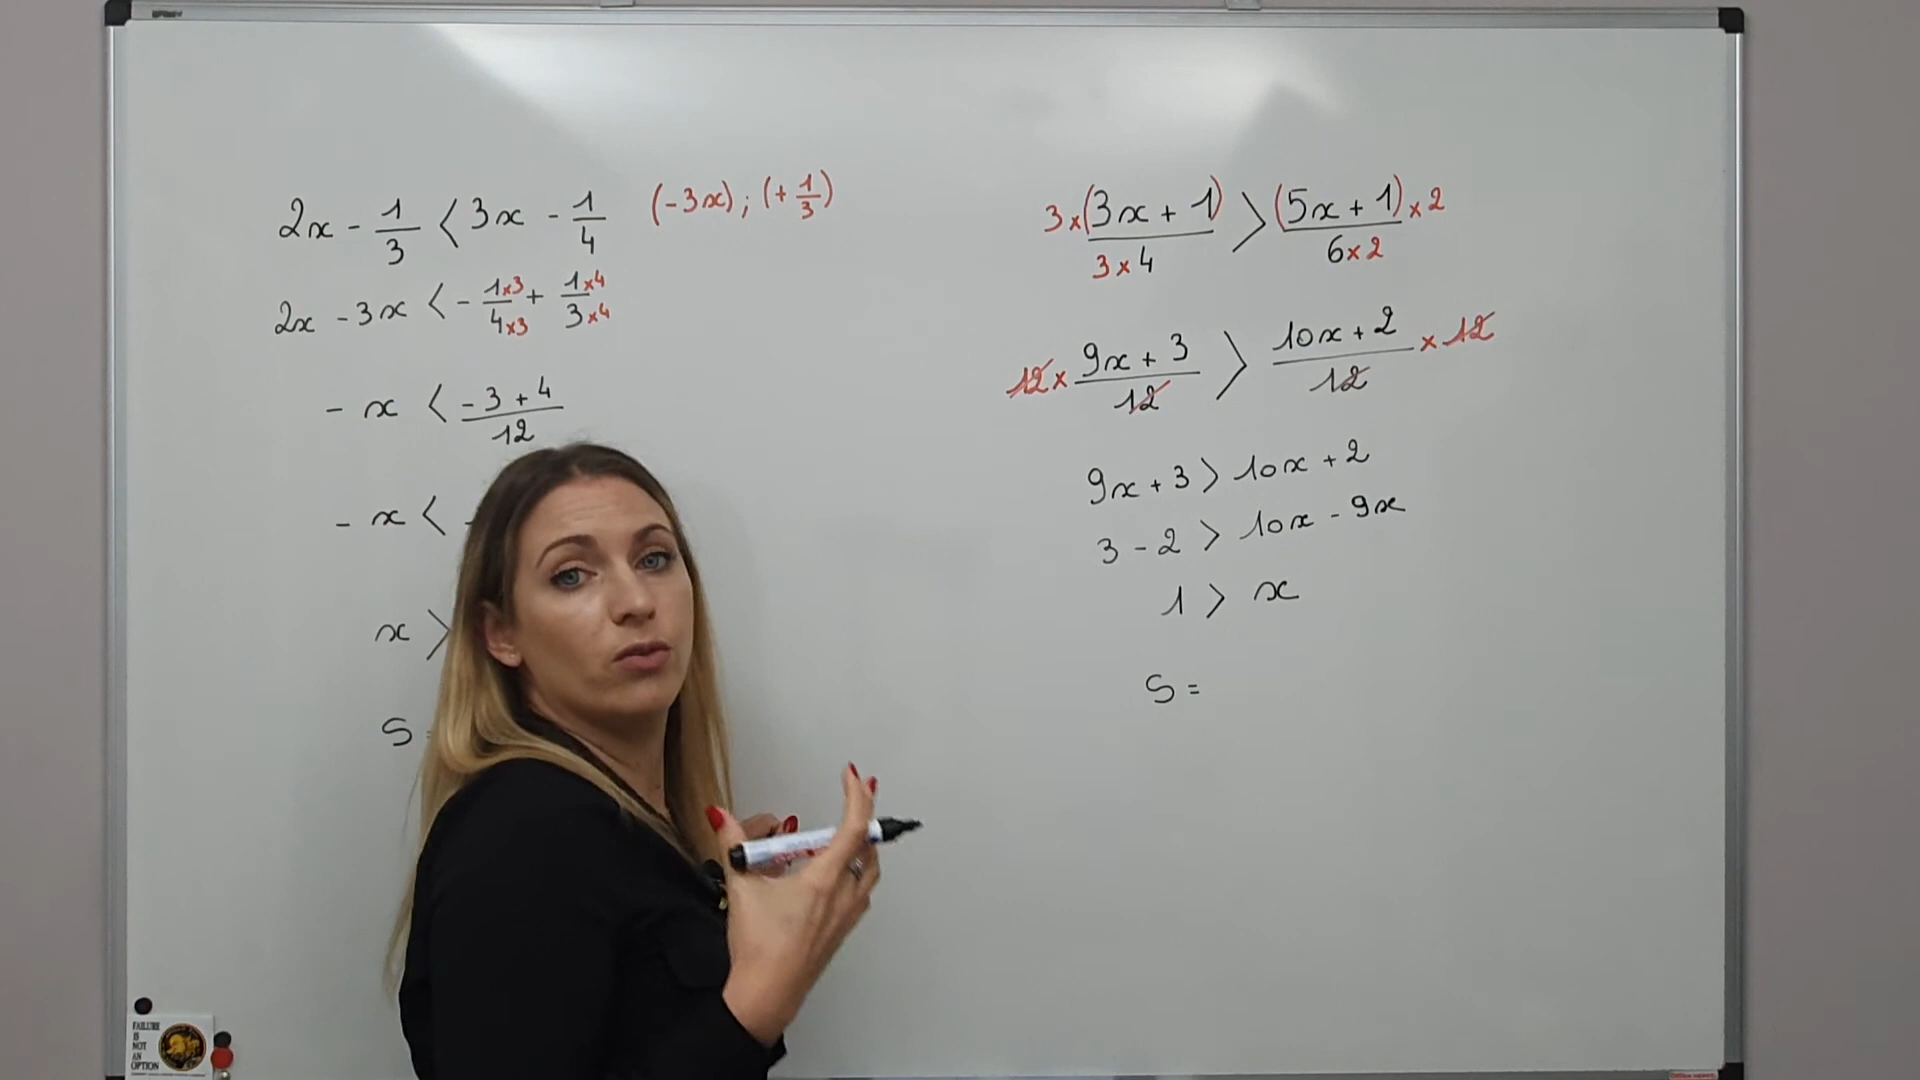 2x - 1/3 < 3x - 1/4 (-3x); (+1/3)
2x - 3x < - 1×3/4×3 + 1×4/3×4
- x < -3+4/12
- x < -
x >
S =
3×(3x+1)/3×4 > (5x+1)×2/6×2
12× 9x+3/12 > 10x+2/12 ×12
9x+3 > 10x+2
3-2 > 10x-9x
1 > x
S =
FAILURE
IS
NOT
AN
OPTION